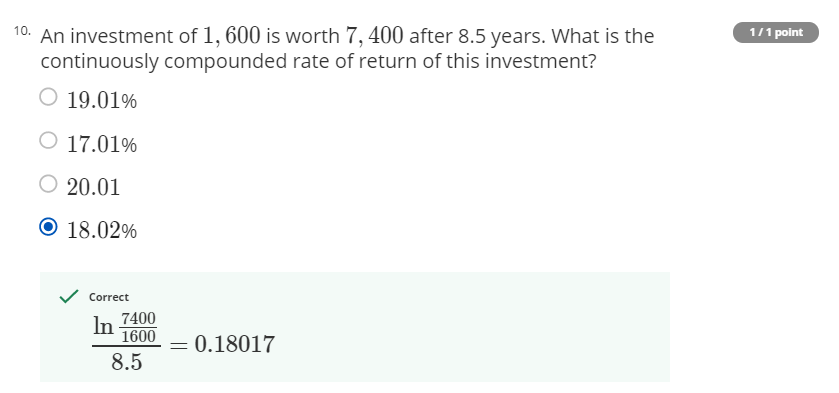 10. An investment of 1, 600 is worth 7, 400 after 8.5 years. What is the
1 / 1 point
continuously compounded rate of return of this investment?
19.01%
17.01%
20.01
18.02%
Correct
ln 7400/1600
/ 8.5 = 0.18017